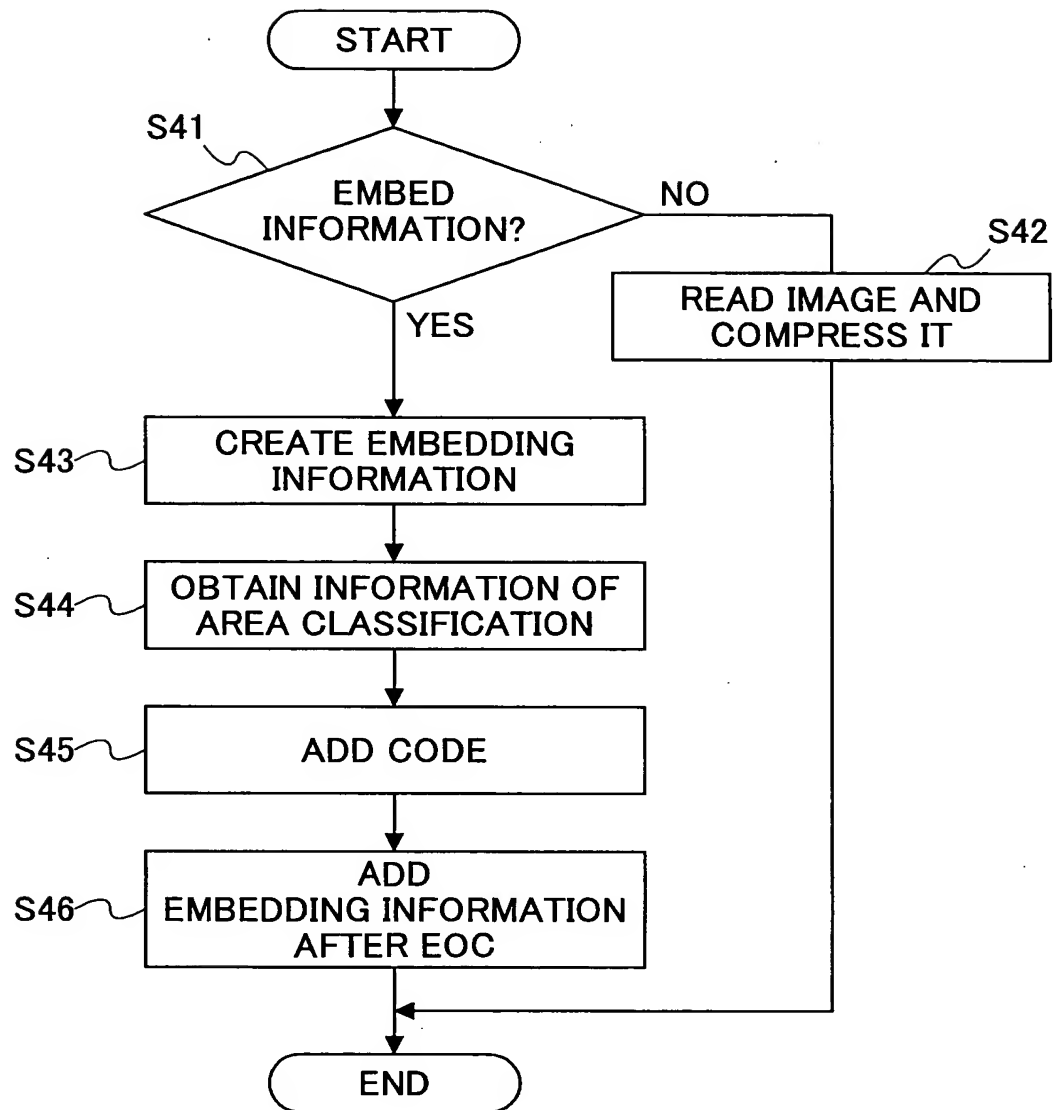 START
S41
EMBED
INFORMATION?
NO
S42
READ IMAGE AND
COMPRESS IT
YES
S43
CREATE EMBEDDING
INFORMATION
S44
OBTAIN INFORMATION OF
AREA CLASSIFICATION
S45
ADD CODE
S46
ADD
EMBEDDING INFORMATION
AFTER EOC
END